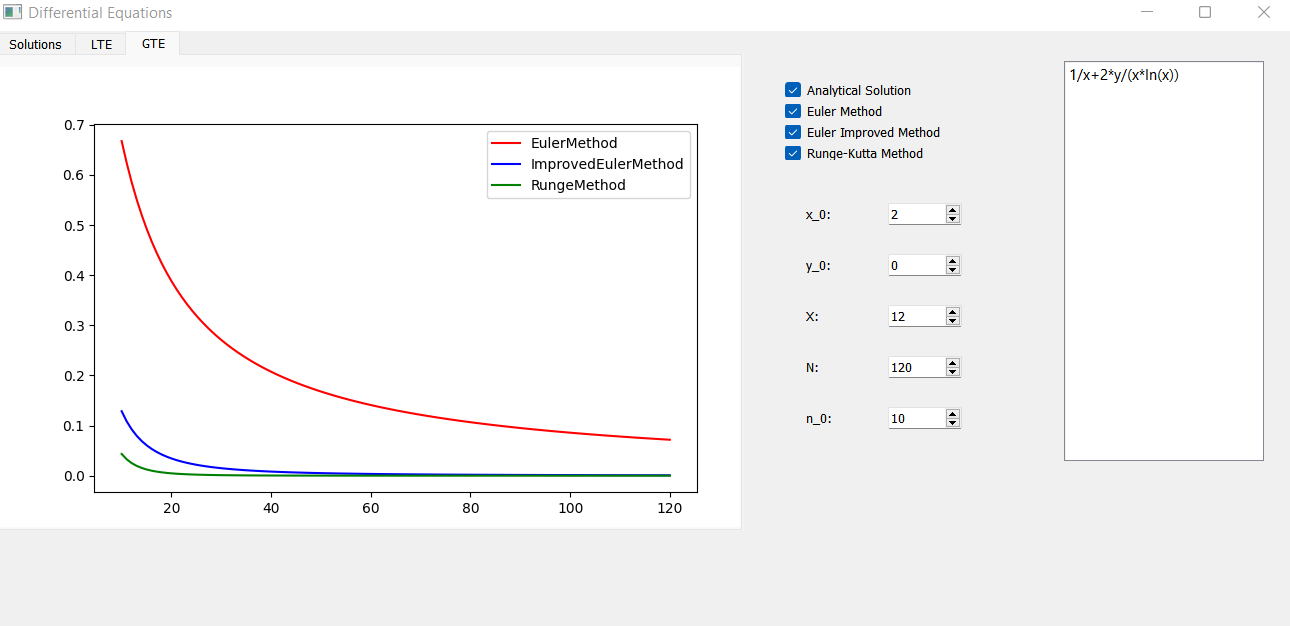 Differential Equations
Solutions LTE GTE
0.7
0.6
0.5
0.4
0.3
0.2
0.1
0.0
20 40 60 80 100 120
EulerMethod
ImprovedEulerMethod
RungeMethod
Analytical Solution
Euler Method
Euler Improved Method
Runge-Kutta Method
x_0: 2
y_0: 0
X: 12
N: 120
n_0: 10
1/x+2*y/(x*ln(x))